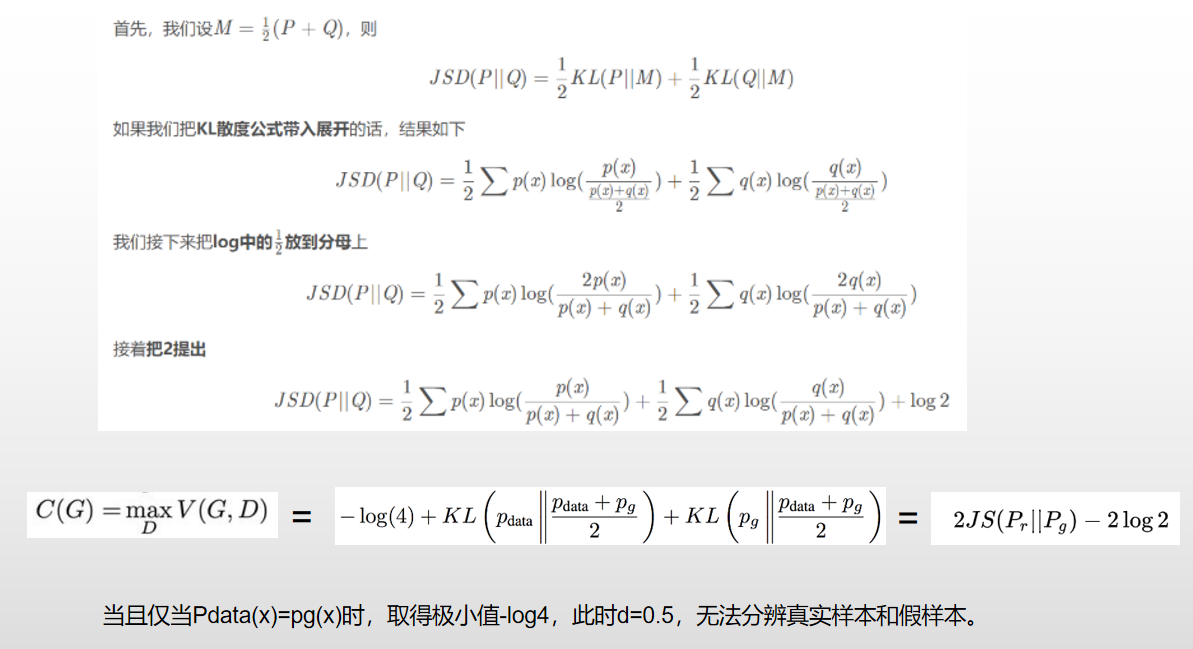 首先，我们设M = \frac{1}{2}(P + Q)，则
JSD(P||Q) = \frac{1}{2}KL(P||M) + \frac{1}{2}KL(Q||M)
如果我们把KL散度公式带入展开的话，结果如下
JSD(P||Q) = \frac{1}{2}\sum p(x)\log(\frac{p(x)}{\frac{p(x)+q(x)}{2}}) + \frac{1}{2}\sum q(x)\log(\frac{q(x)}{\frac{p(x)+q(x)}{2}})
我们接下来把log中的\frac{1}{2}放到分母上
JSD(P||Q) = \frac{1}{2}\sum p(x)\log(\frac{2p(x)}{p(x) + q(x)}) + \frac{1}{2}\sum q(x)\log(\frac{2q(x)}{p(x) + q(x)})
接着把2提出
JSD(P||Q) = \frac{1}{2}\sum p(x)\log(\frac{p(x)}{p(x) + q(x)}) + \frac{1}{2}\sum q(x)\log(\frac{q(x)}{p(x) + q(x)}) + \log 2
C(G) = \max_{D} V(G, D) = -\log(4) + KL\left(p_{data}\middle\|\frac{p_{data} + p_g}{2}\right) + KL\left(p_g\middle\|\frac{p_{data} + p_g}{2}\right) = 2JS(P_r||P_g) - 2\log 2
当且仅当Pdata(x)=pg(x)时，取得极小值-log4，此时d=0.5，无法分辨真实样本和假样本。